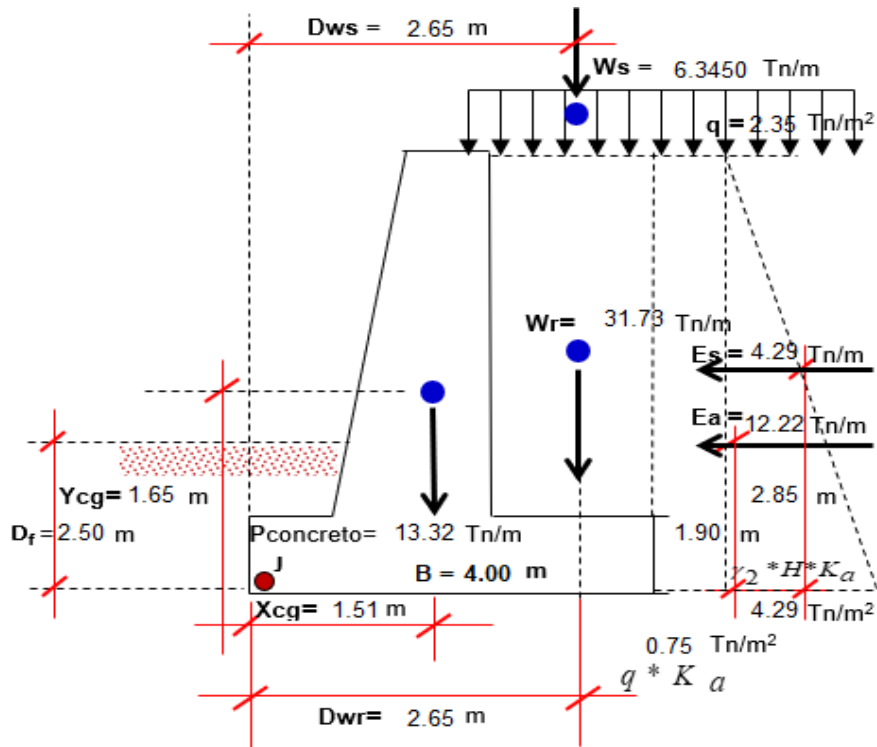 Dws = 2.65 m
Ws = 6.3450 Tn/m
q = 2.35 Tn/m²
Wr= 31.73 Tn/m
Es = 4.29 Tn/m
Ea = 12.22 Tn/m
Ycg= 1.65 m
2.85 m
Df = 2.50 m
Pconcreto= 13.32 Tn/m
1.90 m
J
B = 4.00 m
γ₂ *H*Kₐ
Xcg= 1.51 m
4.29 Tn/m²
0.75 Tn/m²
q * K a
Dwr= 2.65 m